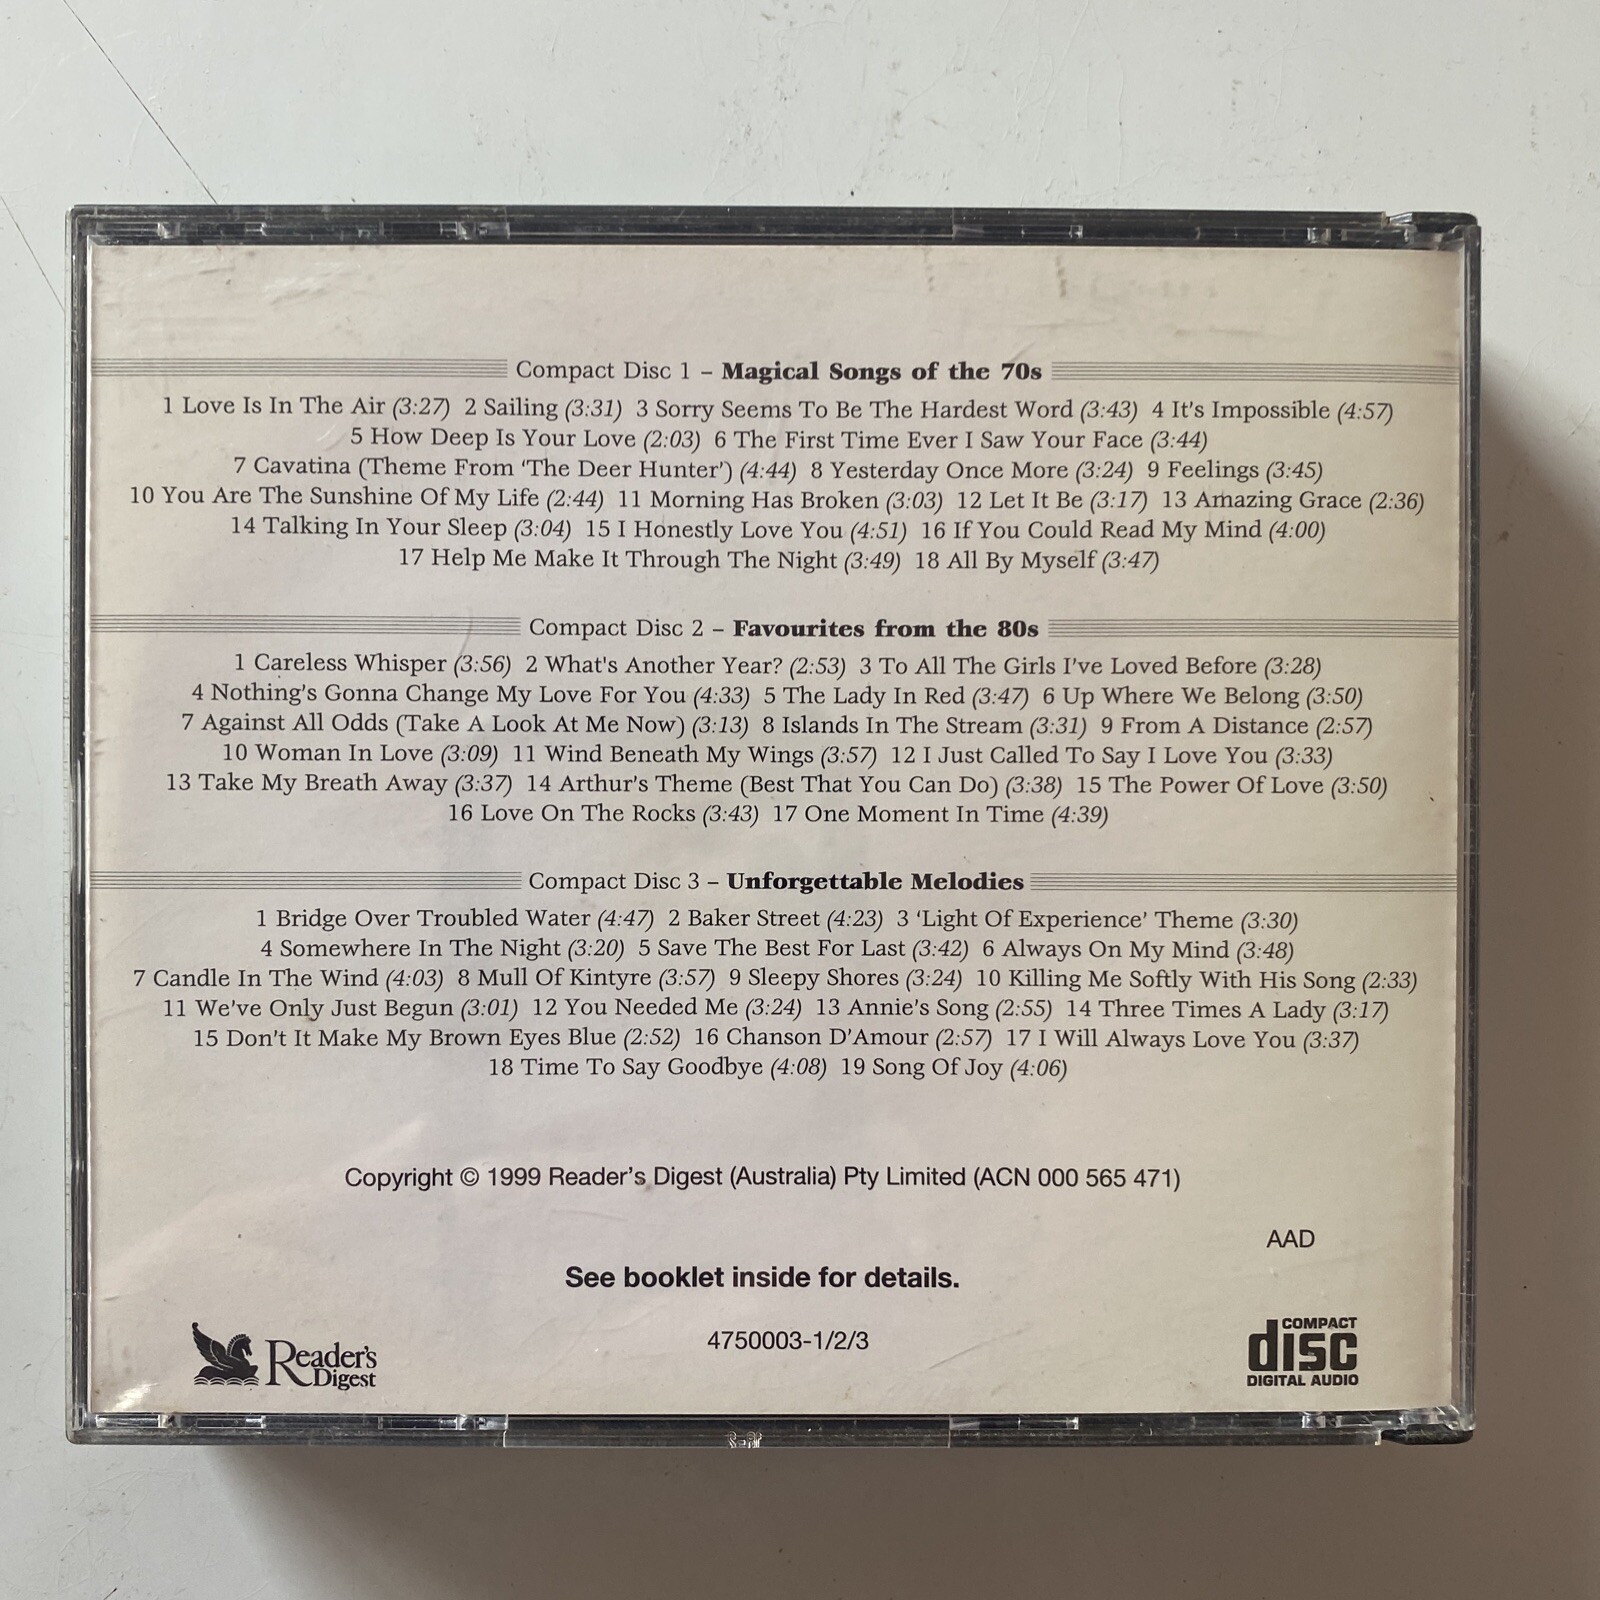 Compact Disc 1 – Magical Songs of the 70s
1 Love Is In The Air (3:27) 2 Sailing (3:31) 3 Sorry Seems To Be The Hardest Word (3:43) 4 It's Impossible (4:57)
5 How Deep Is Your Love (2:03) 6 The First Time Ever I Saw Your Face (3:44)
7 Cavatina (Theme From ‘The Deer Hunter’) (4:44) 8 Yesterday Once More (3:24) 9 Feelings (3:45)
10 You Are The Sunshine Of My Life (2:44) 11 Morning Has Broken (3:03) 12 Let It Be (3:17) 13 Amazing Grace (2:36)
14 Talking In Your Sleep (3:04) 15 I Honestly Love You (4:51) 16 If You Could Read My Mind (4:00)
17 Help Me Make It Through The Night (3:49) 18 All By Myself (3:47)
Compact Disc 2 – Favourites from the 80s
1 Careless Whisper (3:56) 2 What's Another Year? (2:53) 3 To All The Girls I've Loved Before (3:28)
4 Nothing's Gonna Change My Love For You (4:33) 5 The Lady In Red (3:47) 6 Up Where We Belong (3:50)
7 Against All Odds (Take A Look At Me Now) (3:13) 8 Islands In The Stream (3:31) 9 From A Distance (2:57)
10 Woman In Love (3:09) 11 Wind Beneath My Wings (3:57) 12 I Just Called To Say I Love You (3:33)
13 Take My Breath Away (3:37) 14 Arthur's Theme (Best That You Can Do) (3:38) 15 The Power Of Love (3:50)
16 Love On The Rocks (3:43) 17 One Moment In Time (4:39)
Compact Disc 3 – Unforgettable Melodies
1 Bridge Over Troubled Water (4:47) 2 Baker Street (4:23) 3 ‘Light Of Experience’ Theme (3:30)
4 Somewhere In The Night (3:20) 5 Save The Best For Last (3:42) 6 Always On My Mind (3:48)
7 Candle In The Wind (4:03) 8 Mull Of Kintyre (3:57) 9 Sleepy Shores (3:24) 10 Killing Me Softly With His Song (2:33)
11 We've Only Just Begun (3:01) 12 You Needed Me (3:24) 13 Annie's Song (2:55) 14 Three Times A Lady (3:17)
15 Don't It Make My Brown Eyes Blue (2:52) 16 Chanson D'Amour (2:57) 17 I Will Always Love You (3:37)
18 Time To Say Goodbye (4:08) 19 Song Of Joy (4:06)
Copyright © 1999 Reader's Digest (Australia) Pty Limited (ACN 000 565 471)
AAD
See booklet inside for details.
4750003-1/2/3
Reader's
Digest
COMPACT
disc
DIGITAL AUDIO